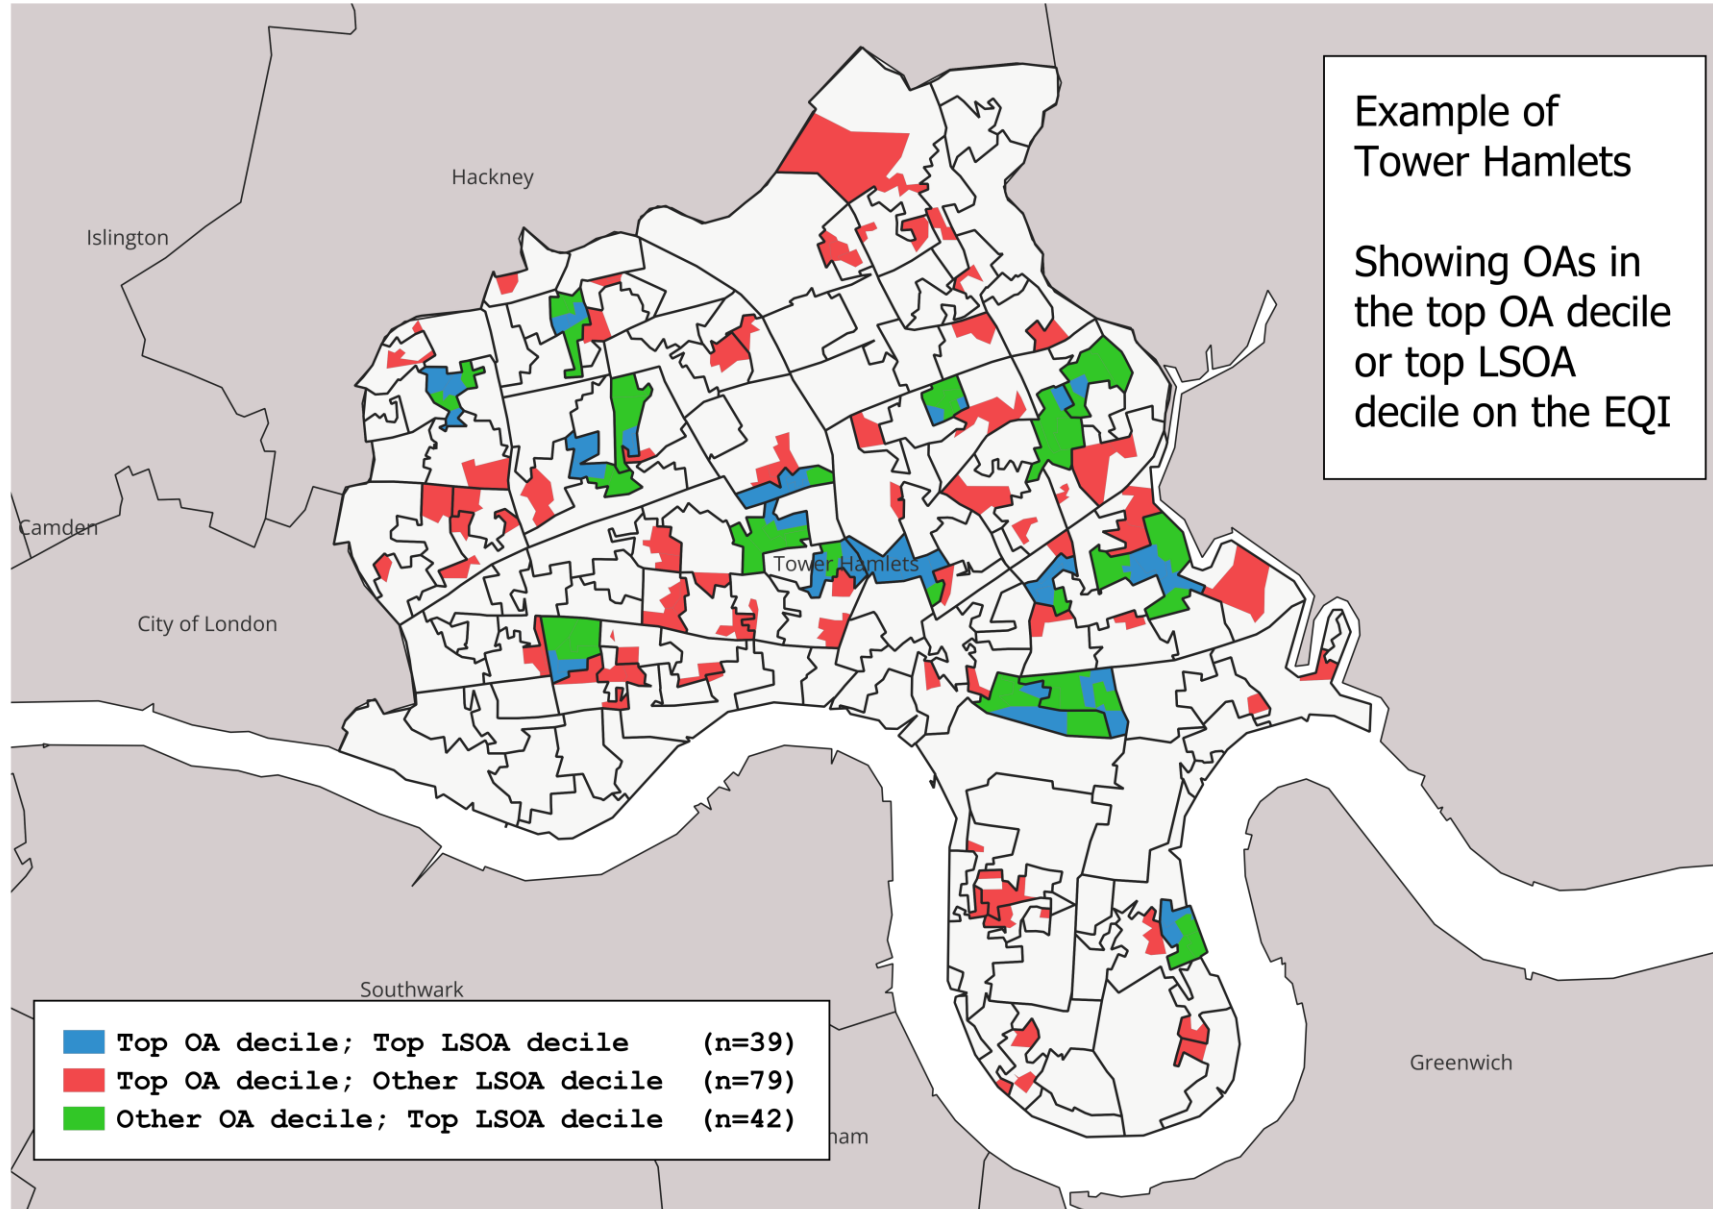 Example of
Tower Hamlets
Showing OAs in
the top OA decile
or top LSOA
decile on the EQI
Hackney
Islington
Camden
Tower Hamlets
City of London
Southwark
Greenwich
Top OA decile; Top LSOA decile (n=39)
Top OA decile; Other LSOA decile (n=79)
Other OA decile; Top LSOA decile (n=42)